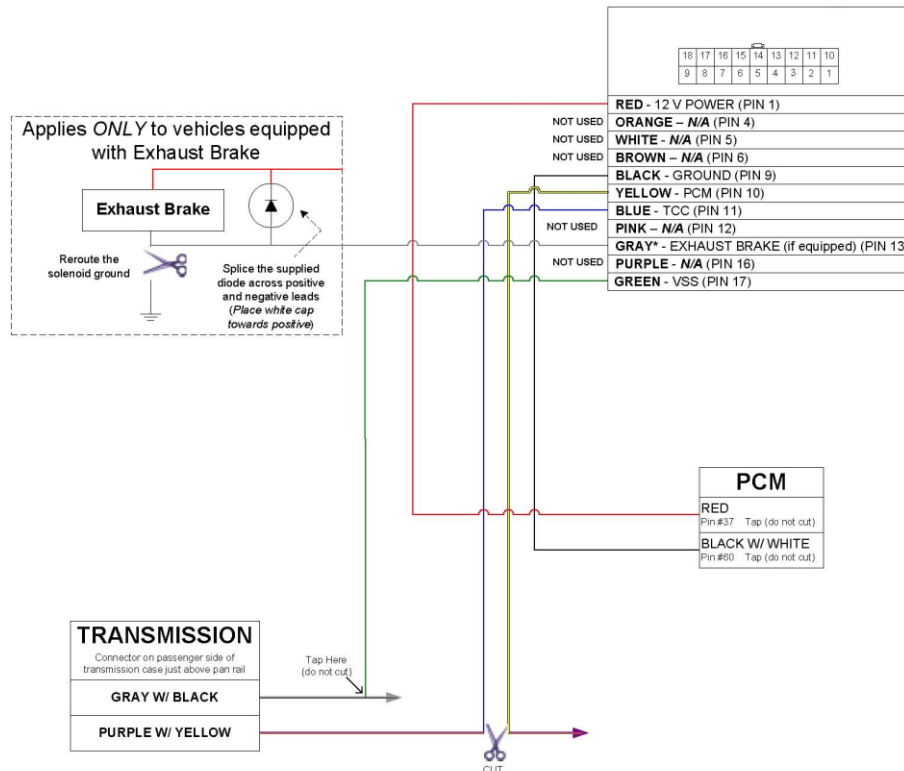 18 17 16 15 14 13 12 11 10
9 8 7 6 5 4 3 2 1
RED - 12 V POWER (PIN 1)
NOT USED ORANGE – N/A (PIN 4)
NOT USED WHITE - N/A (PIN 5)
NOT USED BROWN – N/A (PIN 6)
BLACK - GROUND (PIN 9)
YELLOW - PCM (PIN 10)
BLUE - TCC (PIN 11)
NOT USED PINK – N/A (PIN 12)
GRAY* - EXHAUST BRAKE (if equipped) (PIN 13
NOT USED PURPLE - N/A (PIN 16)
GREEN - VSS (PIN 17)
Applies ONLY to vehicles equipped
with Exhaust Brake
Exhaust Brake
Reroute the
solenoid ground
Splice the supplied
diode across positive
and negative leads
(Place white cap
towards positive)
PCM
RED
Pin #37 Tap (do not cut)
BLACK W/ WHITE
Pin #60 Tap (do not cut)
TRANSMISSION
Connector on passenger side of
transmission case just above pan rail
GRAY W/ BLACK
PURPLE W/ YELLOW
Tap Here
(do not cut)
CUT